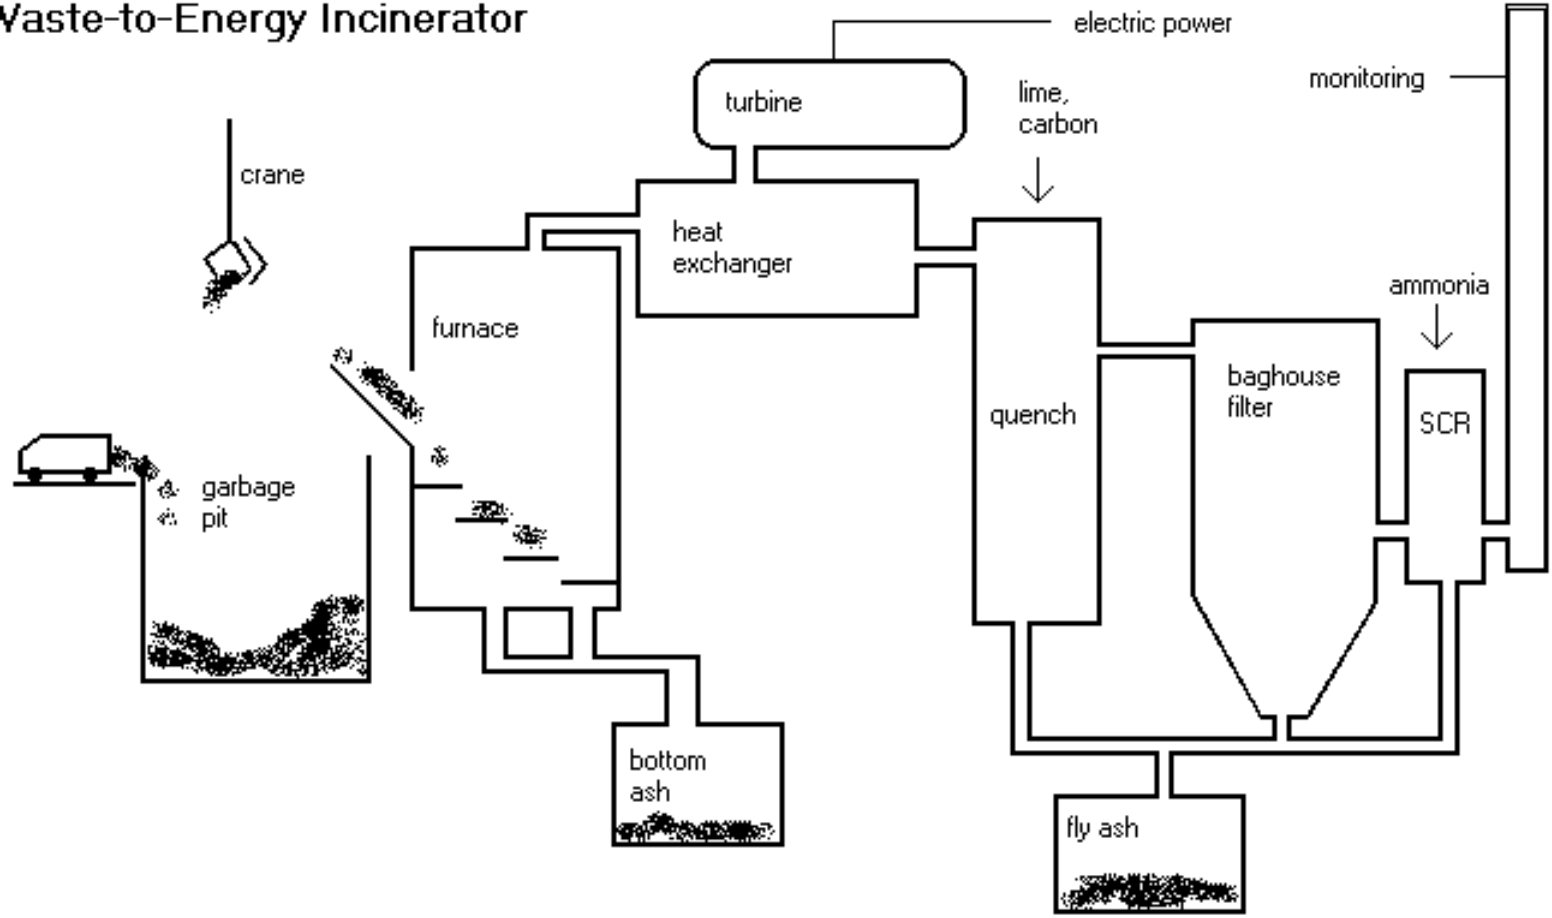 Waste-to-Energy Incinerator
electric power
monitoring
turbine
lime,
carbon
crane
heat
exchanger
ammonia
furnace
baghouse
filter
quench
SCR
garbage
pit
bottom
ash
fly ash